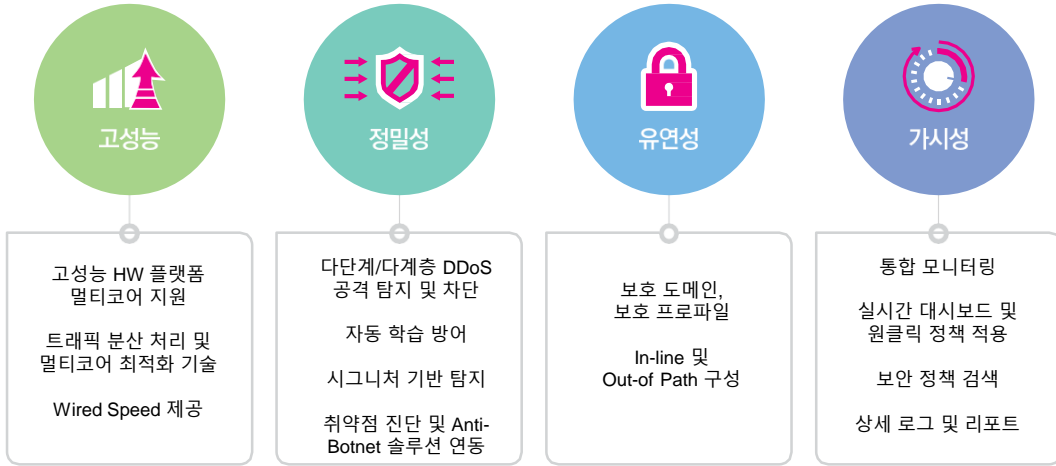 고성능
정밀성
유연성
가시성
고성능 HW 플랫폼
멀티코어 지원
트래픽 분산 처리 및
멀티코어 최적화 기술
Wired Speed 제공
다단계/다계층 DDoS
공격 탐지 및 차단
자동 학습 방어
시그니처 기반 탐지
취약점 진단 및 Anti-
Botnet 솔루션 연동
보호 도메인,
보호 프로파일
In-line 및
Out-of Path 구성
통합 모니터링
실시간 대시보드 및
원클릭 정책 적용
보안 정책 검색
상세 로그 및 리포트